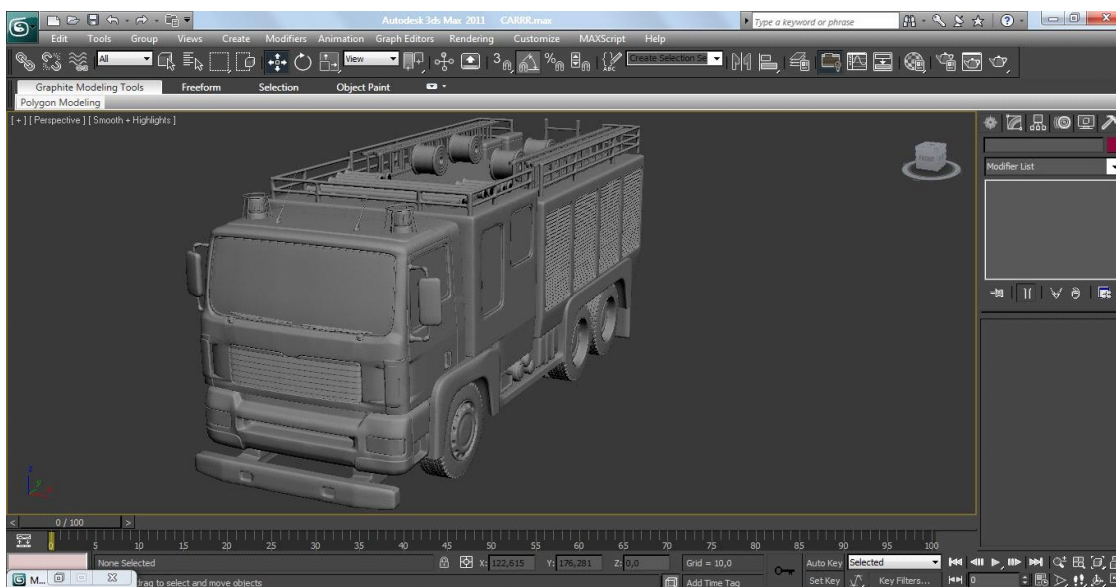 Autodesk 3ds Max 2011 CARRR.max
Type a keyword or phrase
Edit Tools Group Views Create Modifiers Animation Graph Editors Rendering Customize MAXScript Help
All View 3 Create Selection Se
Graphite Modeling Tools Freeform Selection Object Paint
Polygon Modeling
[ + ] [ Perspective ] [ Smooth + Highlights ]
Modifier List
z
y
x
< 0 / 100 >
0 5 10 15 20 25 30 35 40 45 50 55 60 65 70 75 80 85 90 95 100
None Selected X: 122,615 Y: 176,281 Z: 0,0 Grid = 10,0 Auto Key Selected
M... drag to select and move objects Add Time Tag Set Key Key Filters... 0